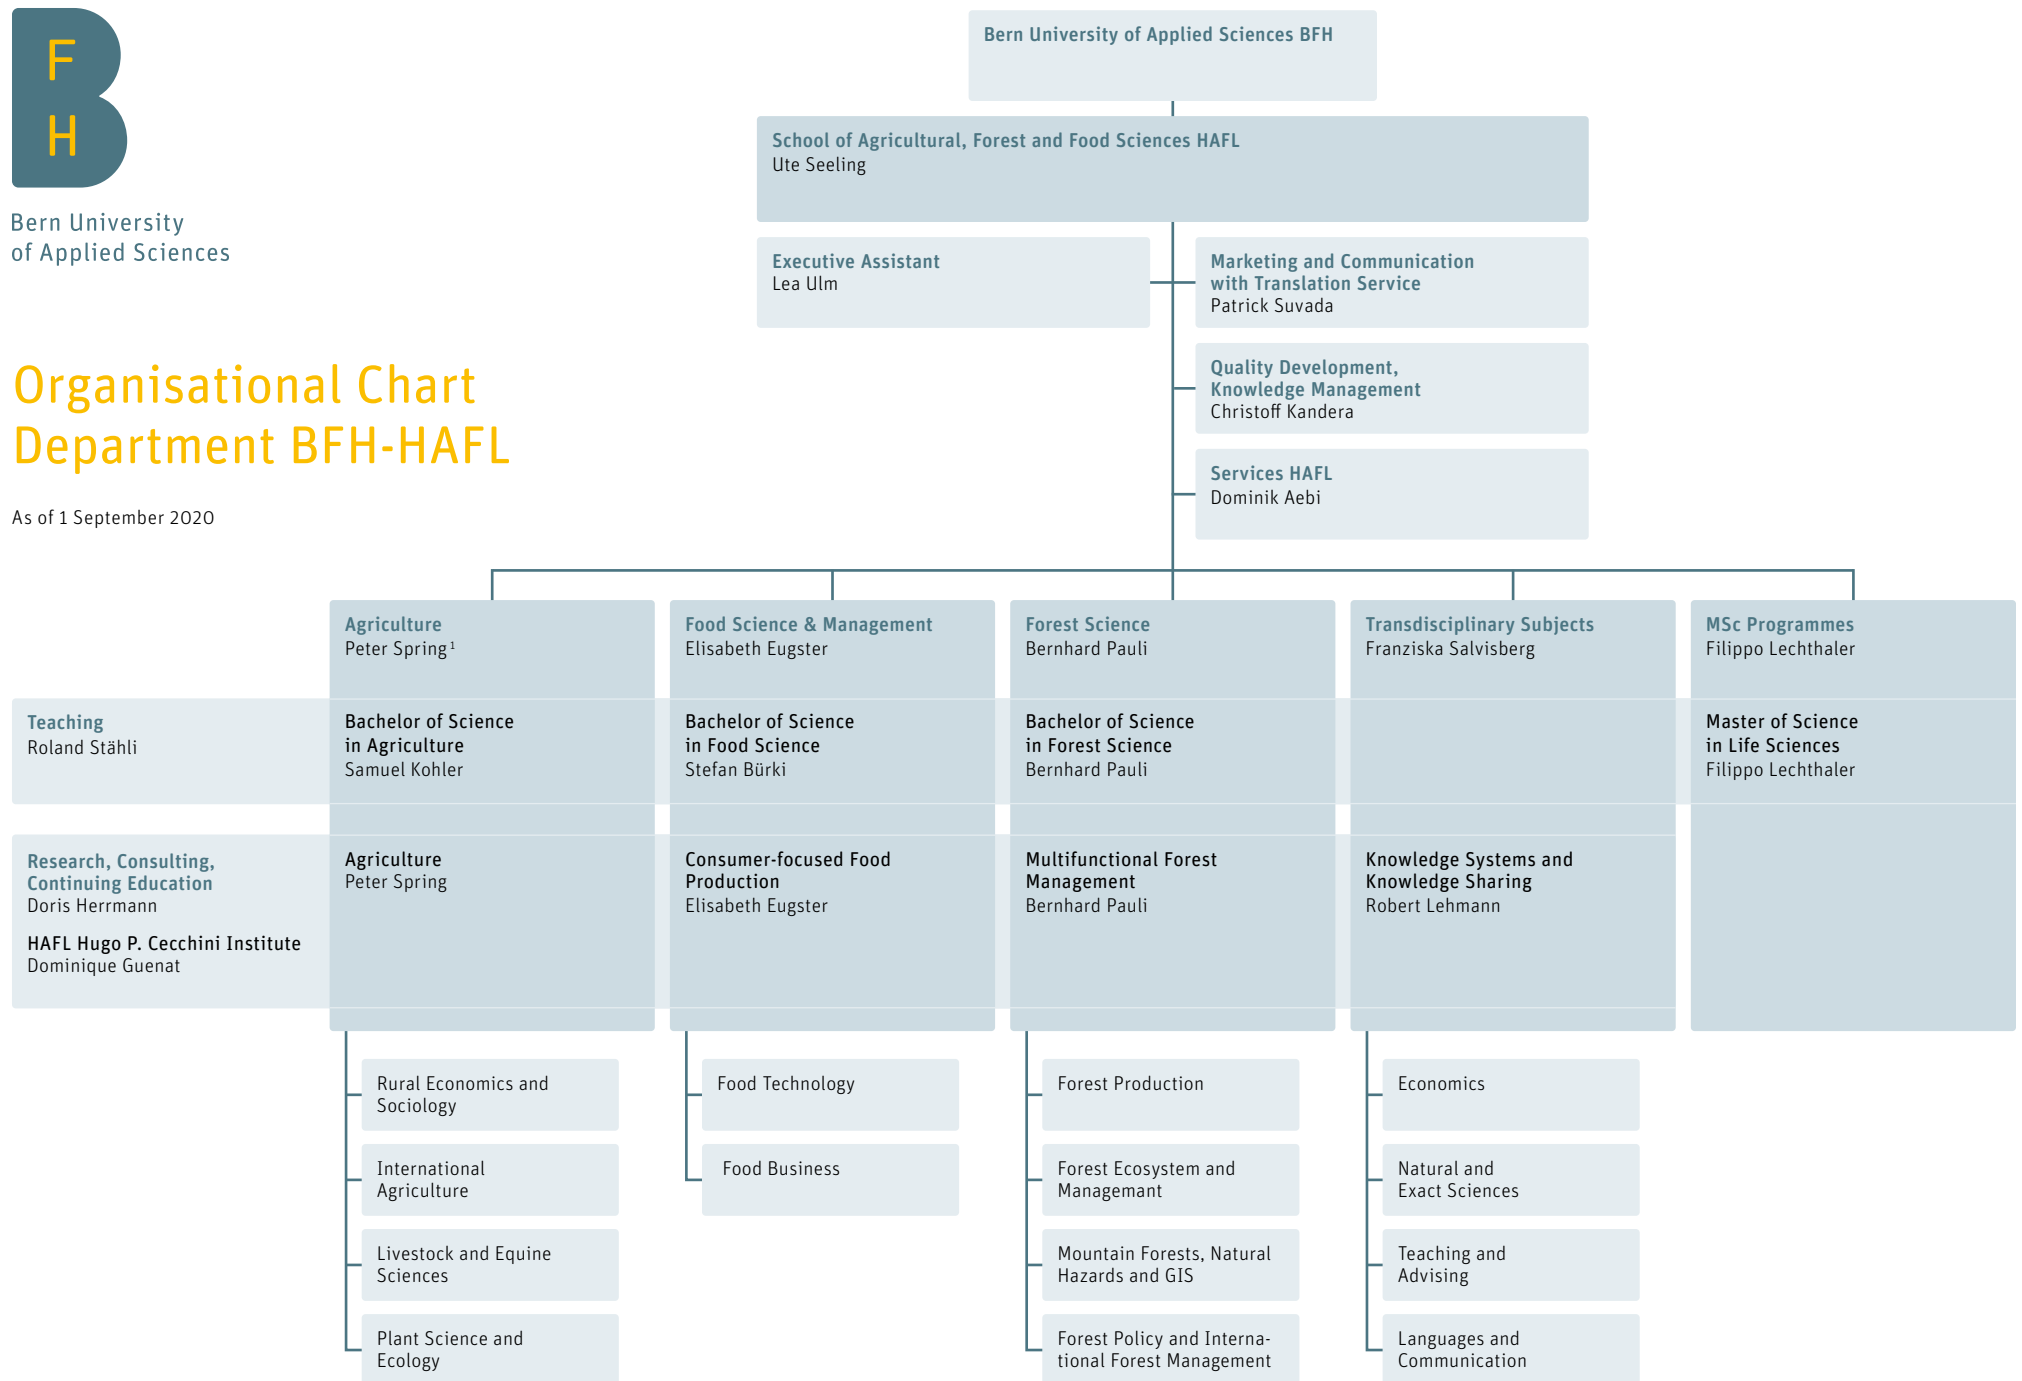 F
H
Bern University
of Applied Sciences
Organisational Chart
Department BFH-HAFL
As of 1 September 2020
Bern University of Applied Sciences BFH
School of Agricultural, Forest and Food Sciences HAFL
Ute Seeling
Executive Assistant
Lea Ulm
Marketing and Communication
with Translation Service
Patrick Suvada
Quality Development,
Knowledge Management
Christoff Kandera
Services HAFL
Dominik Aebi
Agriculture
Peter Spring 1
Food Science & Management
Elisabeth Eugster
Forest Science
Bernhard Pauli
Transdisciplinary Subjects
Franziska Salvisberg
MSc Programmes
Filippo Lechthaler
Teaching
Roland Stähli
Bachelor of Science
in Agriculture
Samuel Kohler
Bachelor of Science
in Food Science
Stefan Bürki
Bachelor of Science
in Forest Science
Bernhard Pauli
Master of Science
in Life Sciences
Filippo Lechthaler
Research, Consulting,
Continuing Education
Doris Herrmann
HAFL Hugo P. Cecchini Institute
Dominique Guenat
Agriculture
Peter Spring
Consumer-focused Food
Production
Elisabeth Eugster
Multifunctional Forest
Management
Bernhard Pauli
Knowledge Systems and
Knowledge Sharing
Robert Lehmann
Rural Economics and
Sociology
International
Agriculture
Livestock and Equine
Sciences
Plant Science and
Ecology
Food Technology
Food Business
Forest Production
Forest Ecosystem and
Managemant
Mountain Forests, Natural
Hazards and GIS
Forest Policy and Interna-
tional Forest Management
Economics
Natural and
Exact Sciences
Teaching and
Advising
Languages and
Communication